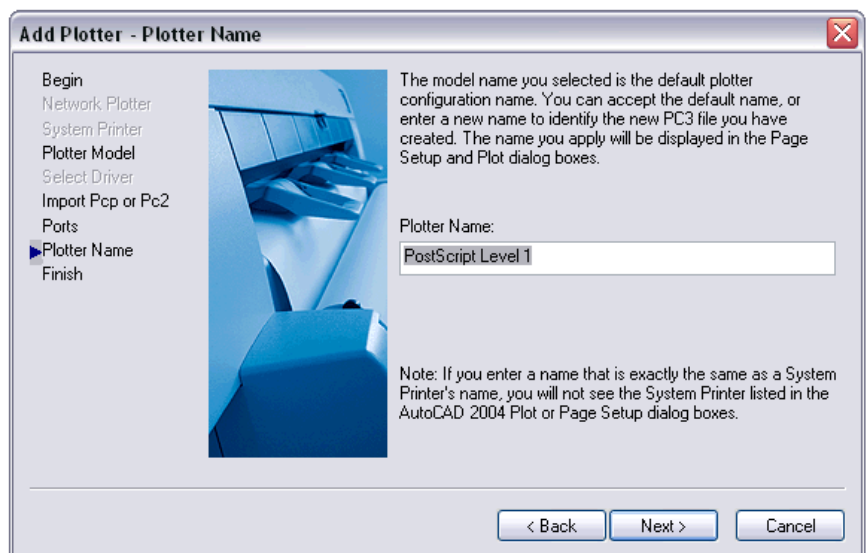 Add Plotter - Plotter Name
Begin
Network Plotter
System Printer
Plotter Model
Select Driver
Import Pcp or Pc2
Ports
Plotter Name
Finish
The model name you selected is the default plotter
configuration name. You can accept the default name, or
enter a new name to identify the new PC3 file you have
created. The name you apply will be displayed in the Page
Setup and Plot dialog boxes.
Plotter Name:
PostScript Level 1
Note: If you enter a name that is exactly the same as a System
Printer's name, you will not see the System Printer listed in the
AutoCAD 2004 Plot or Page Setup dialog boxes.
< Back
Next >
Cancel